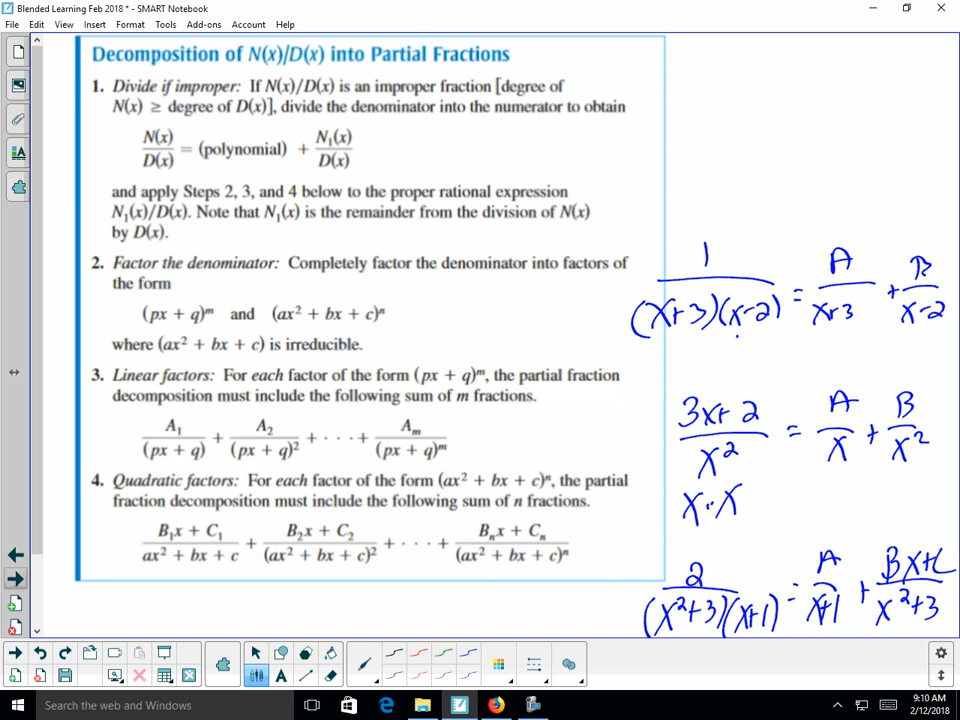 Blended Learning Feb 2018 * - SMART Notebook
File Edit View Insert Format Tools Add-ons Account Help
Decomposition of N(x)/D(x) into Partial Fractions
1. Divide if improper: If N(x)/D(x) is an improper fraction [degree of
N(x) ≥ degree of D(x)], divide the denominator into the numerator to obtain
N(x)/D(x) = (polynomial) + N₁(x)/D(x)
and apply Steps 2, 3, and 4 below to the proper rational expression
N₁(x)/D(x). Note that N₁(x) is the remainder from the division of N(x)
by D(x).
2. Factor the denominator: Completely factor the denominator into factors of
the form
(px + q)ᵐ and (ax² + bx + c)ⁿ
where (ax² + bx + c) is irreducible.
3. Linear factors: For each factor of the form (px + q)ᵐ, the partial fraction
decomposition must include the following sum of m fractions.
A₁/(px + q) + A₂/(px + q)² + · · · + Aₘ/(px + q)ᵐ
4. Quadratic factors: For each factor of the form (ax² + bx + c)ⁿ, the partial
fraction decomposition must include the following sum of n fractions.
B₁x + C₁/ax² + bx + c + B₂x + C₂/(ax² + bx + c)² + · · · + Bₙx + Cₙ/(ax² + bx + c)ⁿ
1/(x+3)(x-2) = A/x+3 + B/x-2
3x+2/x² = A/x + B/x²
x·x
2/(x²+3)(x+1) = A/x+1 + Bx+C/x²+3
Search the web and Windows
9:10 AM
2/12/2018